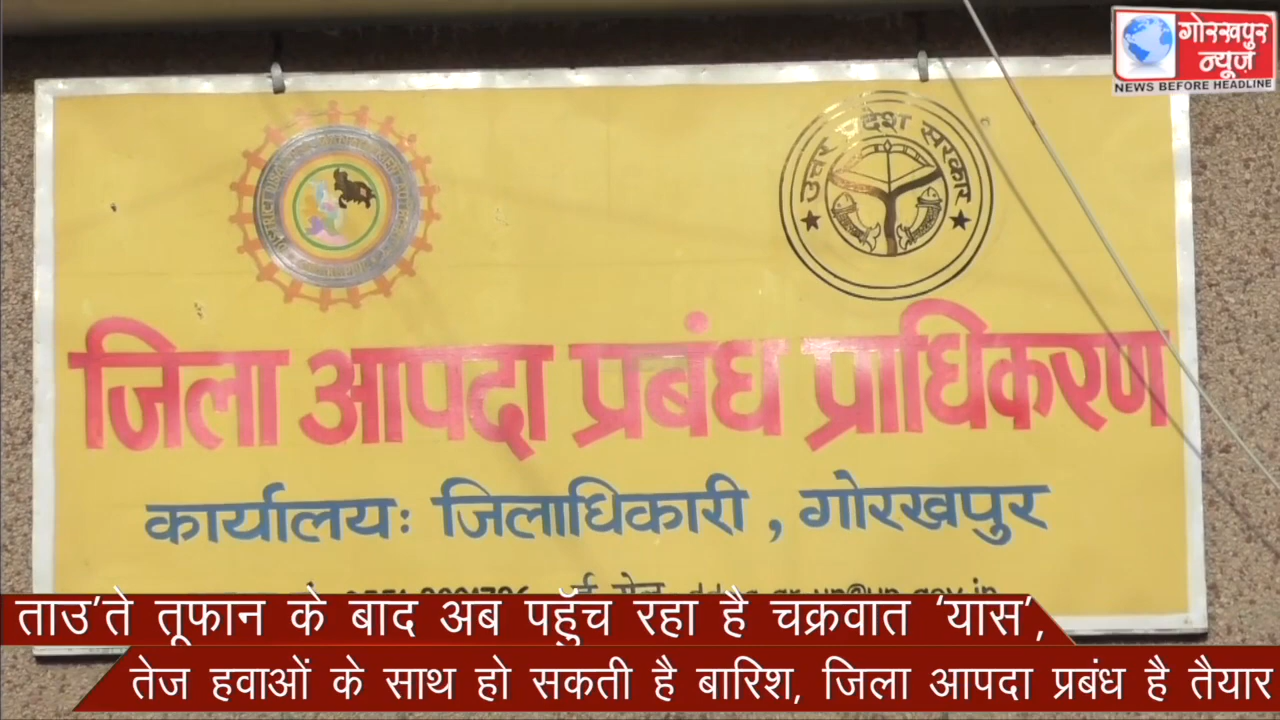 गोरखपुर
न्यूज़
NEWS BEFORE HEADLINE
उत्तर प्रदेश सरकार
जिला आपदा प्रबंध प्राधिकरण
कार्यालयः जिलाधिकारी , गोरखपुर
ताउ'ते तूफान के बाद अब पहुँच रहा है चक्रवात 'यास',
तेज हवाओं के साथ हो सकती है बारिश, जिला आपदा प्रबंध है तैयार